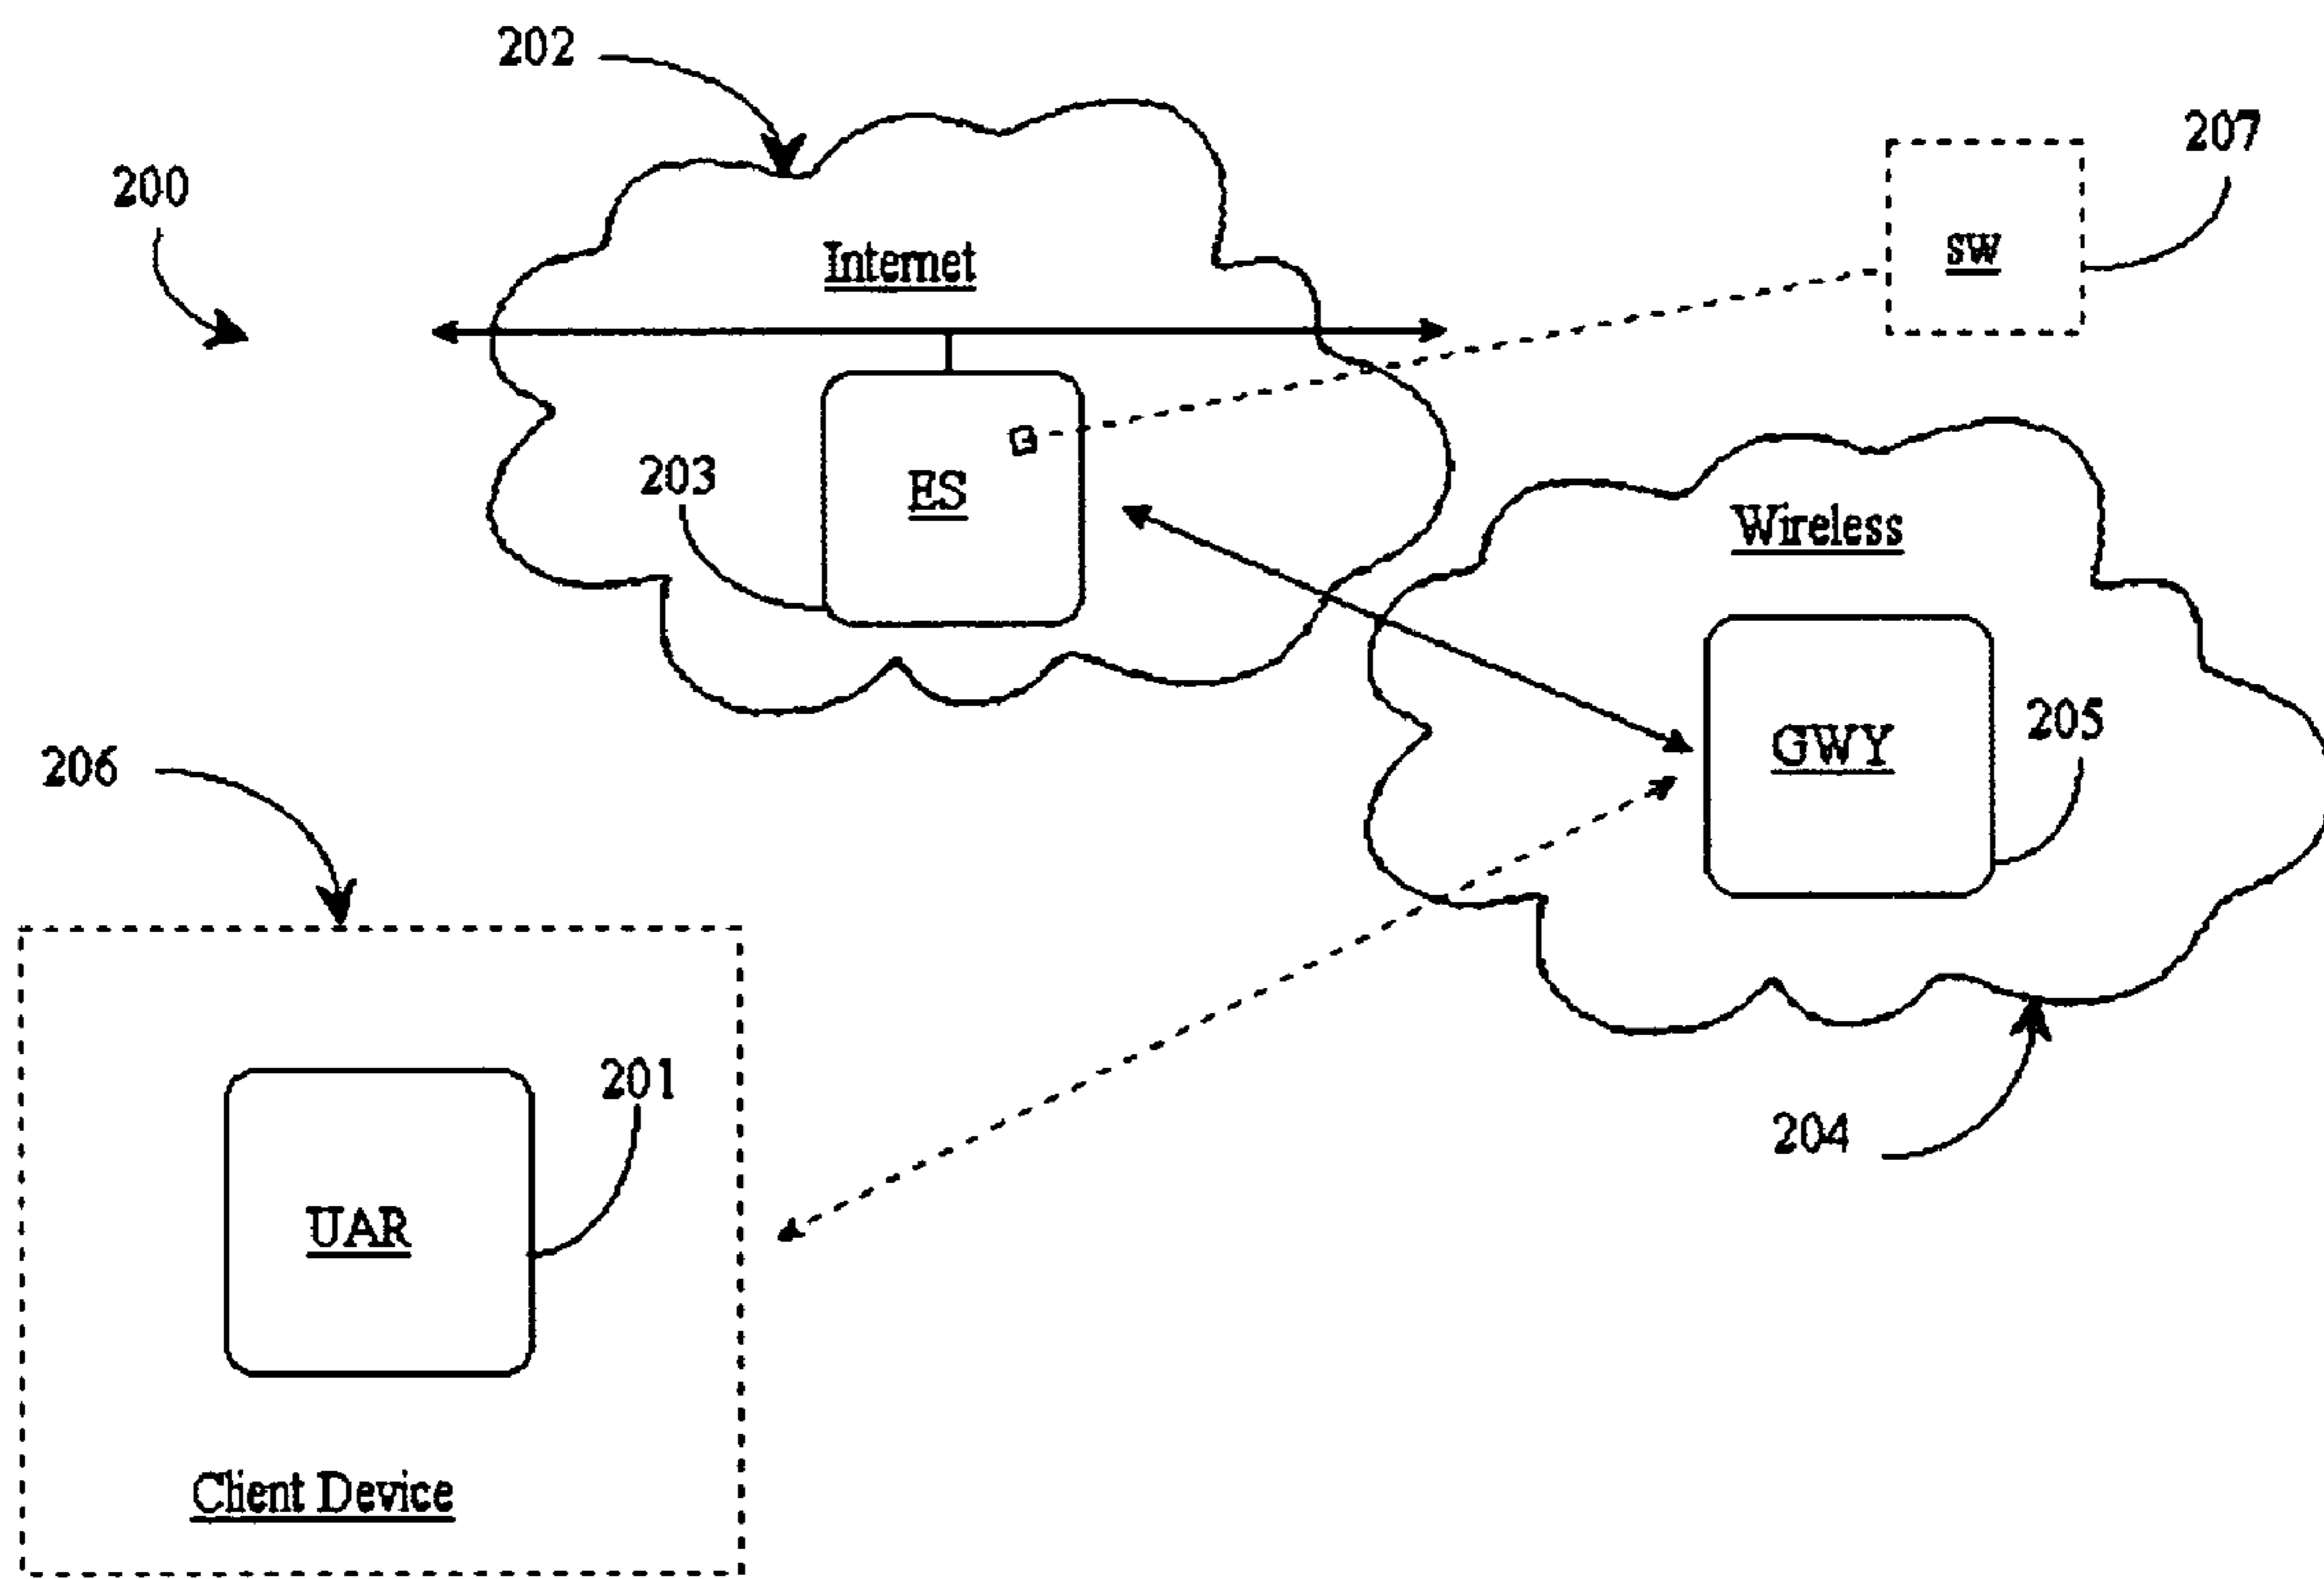 202
207
200
Internet
SW
203
ES
Wireless
205
GWY
206
201
204
UAR
Client Device